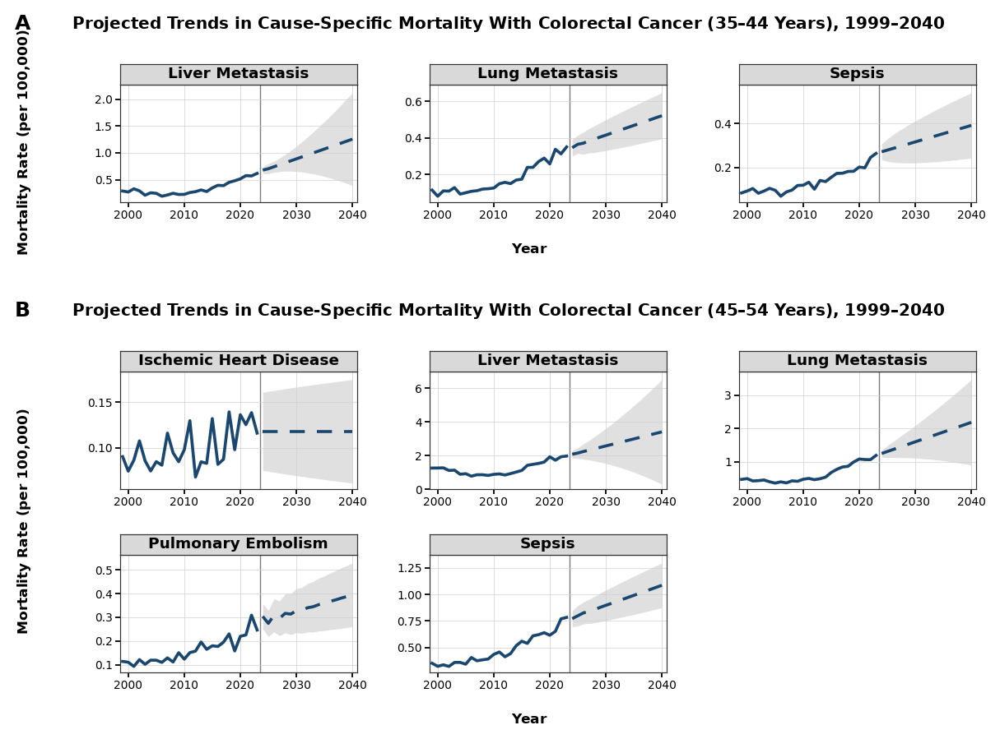 A
Projected Trends in Cause-Specific Mortality With Colorectal Cancer (35–44 Years), 1999–2040
Mortality Rate (per 100,000)
Liver Metastasis
2.0
1.5
1.0
0.5
2000 2010 2020 2030 2040
Lung Metastasis
0.6
0.4
0.2
2000 2010 2020 2030 2040
Sepsis
0.4
0.2
2000 2010 2020 2030 2040
Year
B
Projected Trends in Cause-Specific Mortality With Colorectal Cancer (45–54 Years), 1999–2040
Mortality Rate (per 100,000)
Ischemic Heart Disease
0.15
0.10
2000 2010 2020 2030 2040
Liver Metastasis
6
4
2
0
2000 2010 2020 2030 2040
Lung Metastasis
3
2
1
2000 2010 2020 2030 2040
Pulmonary Embolism
0.5
0.4
0.3
0.2
0.1
2000 2010 2020 2030 2040
Sepsis
1.25
1.00
0.75
0.50
2000 2010 2020 2030 2040
Year